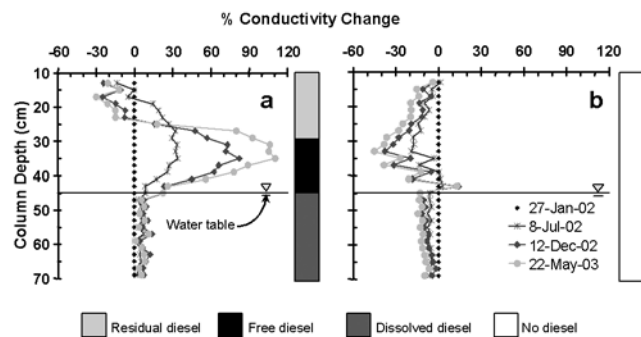 % Conductivity Change
-60 -30 0 30 60 90 120
-60 -30 0 30 60 90 120
Column Depth (cm)
10
20
30
40
50
60
70
a
Water table
b
27-Jan-02
8-Jul-02
12-Dec-02
22-May-03
Residual diesel
Free diesel
Dissolved diesel
No diesel